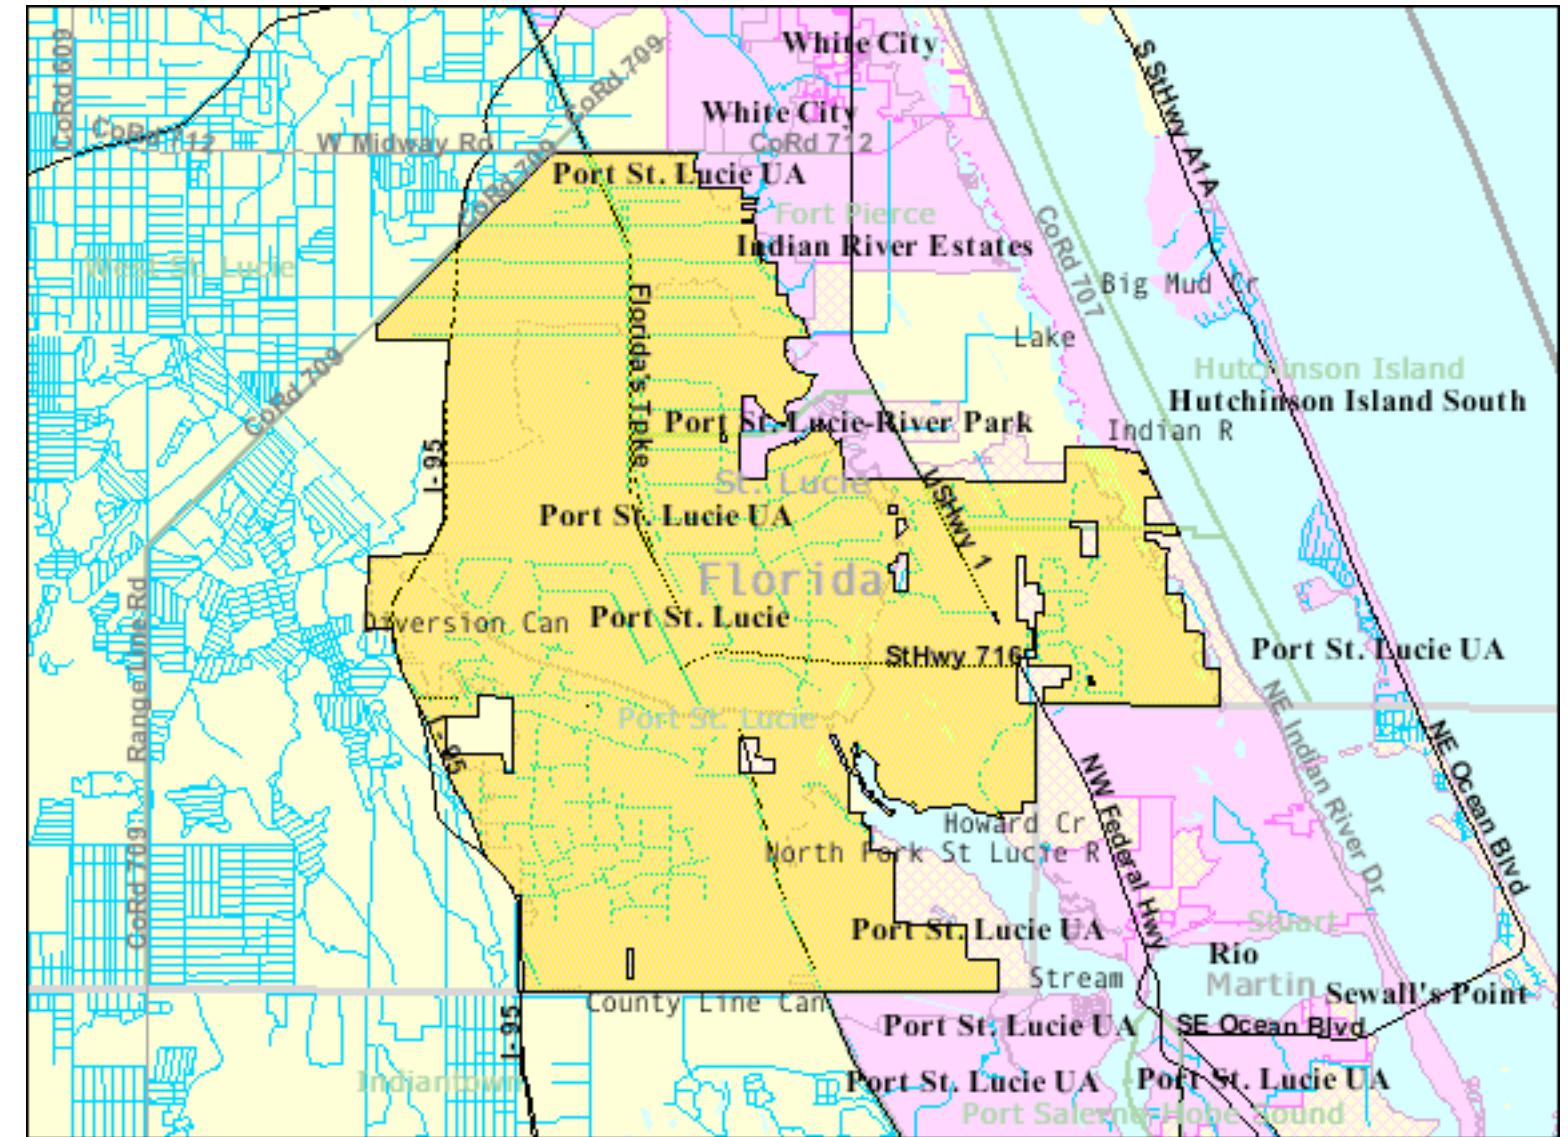 White City
CoRd 609
CoRd 709
S StHwy A1A
White City
CoRd 712
W Midway Rd
CoRd 712
CoRd 709
Port St. Lucie UA
Fort Pierce
Indian River Estates
West St. Lucie
CoRd 707
Big Mud Cr
Florida's Tpke
Lake
CoRd 709
Hutchinson Island
Hutchinson Island South
Port St. Lucie-River Park
Indian R
I-95
St. Lucie
USHwy 1
Port St. Lucie UA
Florida
Diversion Can
Port St. Lucie
StHwy 716
Port St. Lucie UA
Range Line Rd
Port St. Lucie
I-95
NE Indian River Dr
NE Ocean Blvd
NW Federal Hwy
Howard Cr
North Fork St Lucie R
CoRd 709
Port St. Lucie UA
Stuart
Rio
Stream
Martin
Sewall's Point
County Line Can
I-95
Port St. Lucie UA
SE Ocean Blvd
Indiantown
Port St. Lucie UA
Port St. Lucie UA
Port Salerno-Hobe Sound